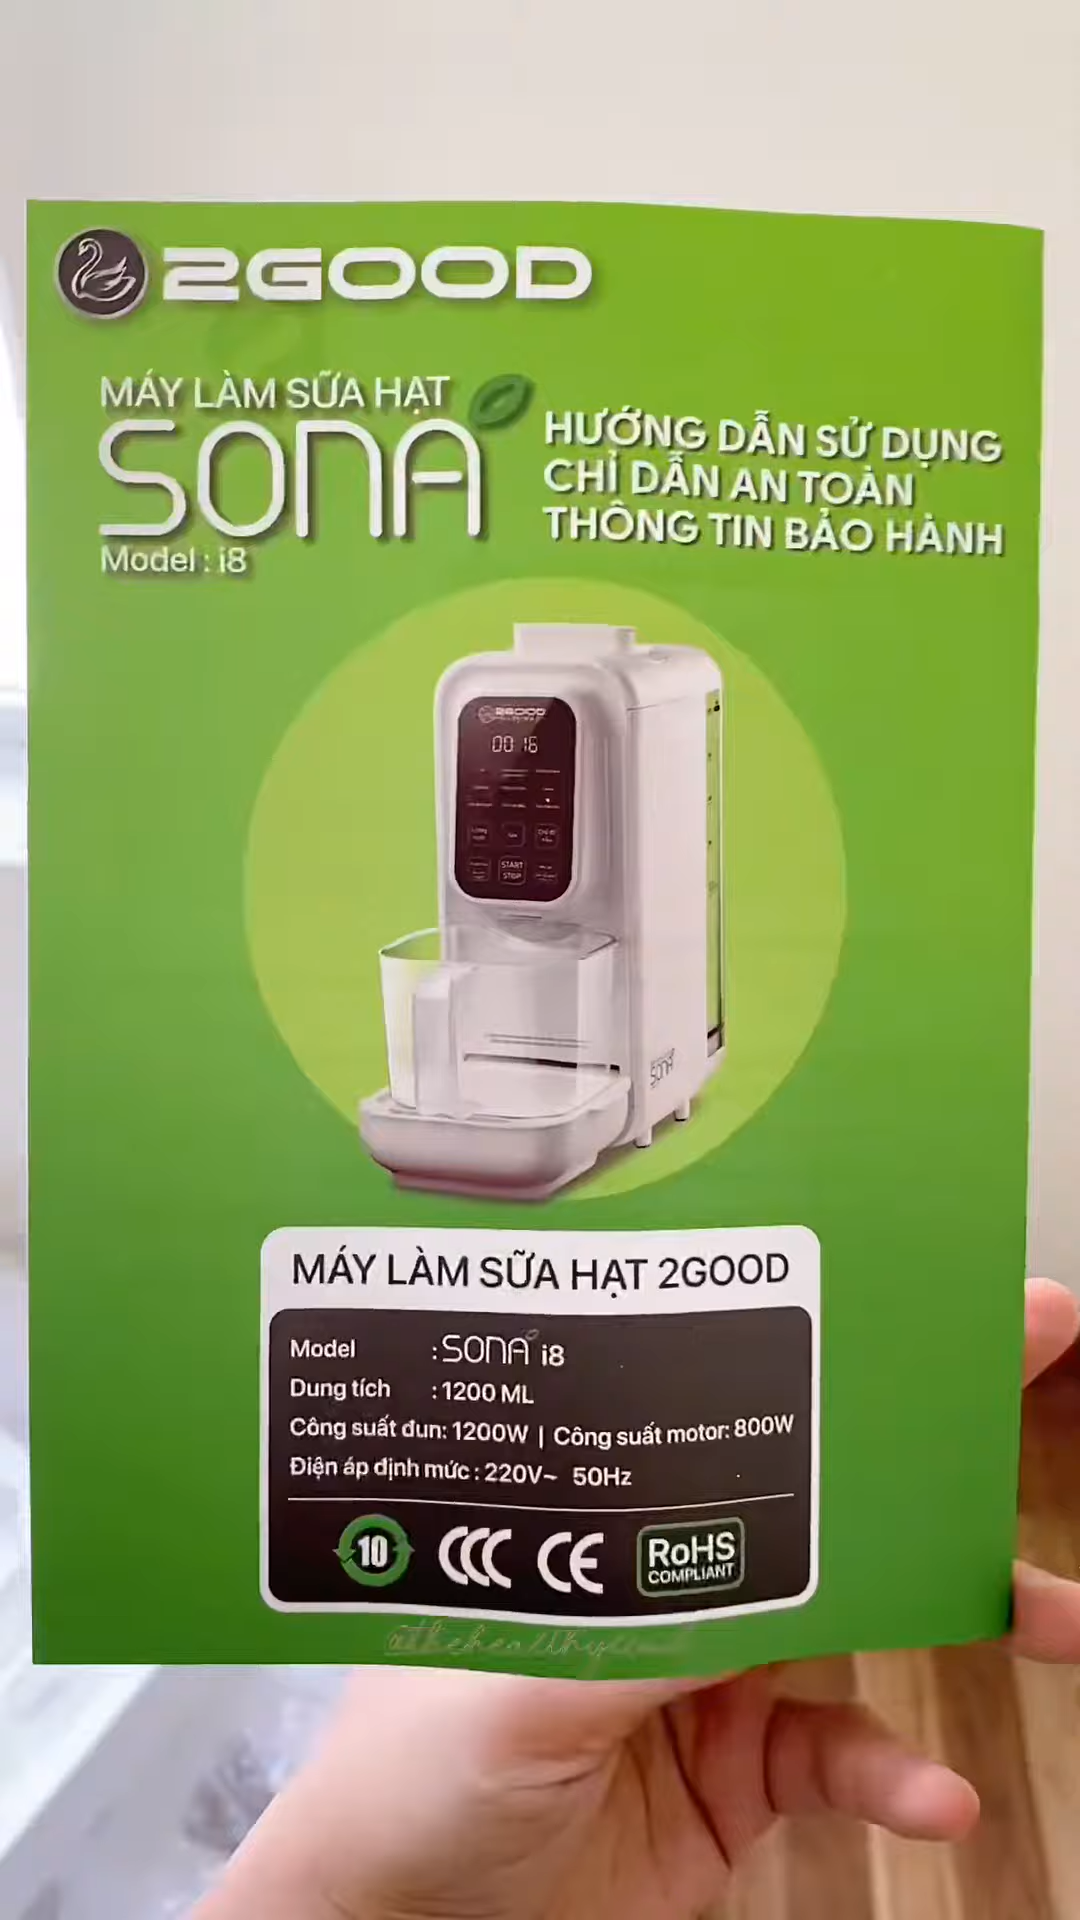 2GOOD
MÁY LÀM SỮA HẠT
SONA
Model : i8
HƯỚNG DẪN SỬ DỤNG
CHỈ DẪN AN TOÀN
THÔNG TIN BẢO HÀNH
2GOOD
00:16
START
STOP
SONA
MÁY LÀM SỮA HẠT 2GOOD
Model : SONA i8
Dung tích : 1200 ML
Công suất đun: 1200W | Công suất motor: 800W
Điện áp định mức : 220V~ 50Hz
10 CCC CE RoHS
COMPLIANT